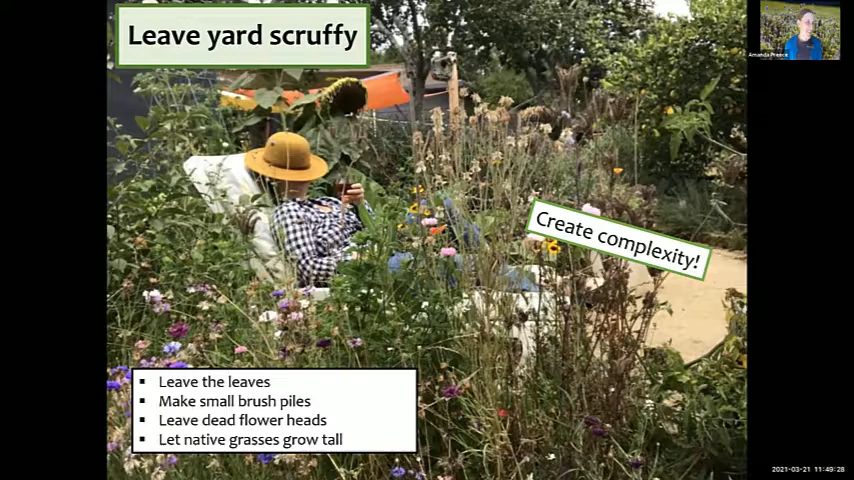 Leave yard scruffy
Create complexity!
▪ Leave the leaves
▪ Make small brush piles
▪ Leave dead flower heads
▪ Let native grasses grow tall
2021-03-21 11:49:28